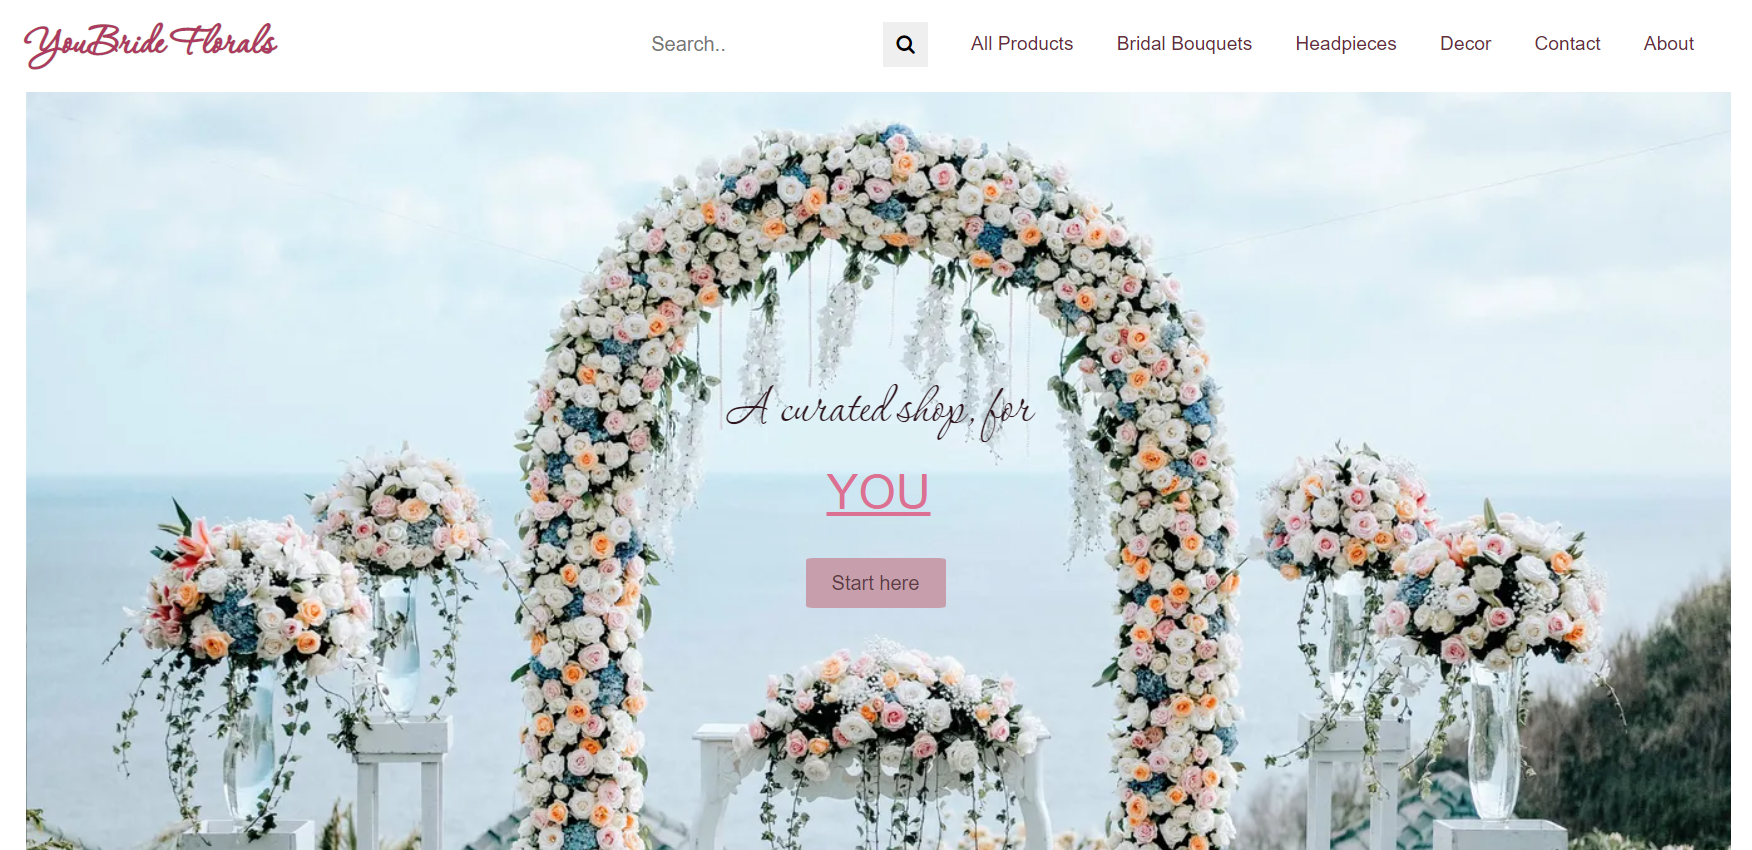 YouBride Florals
Search..
All Products
Bridal Bouquets
Headpieces
Decor
Contact
About
A curated shop, for
YOU
Start here